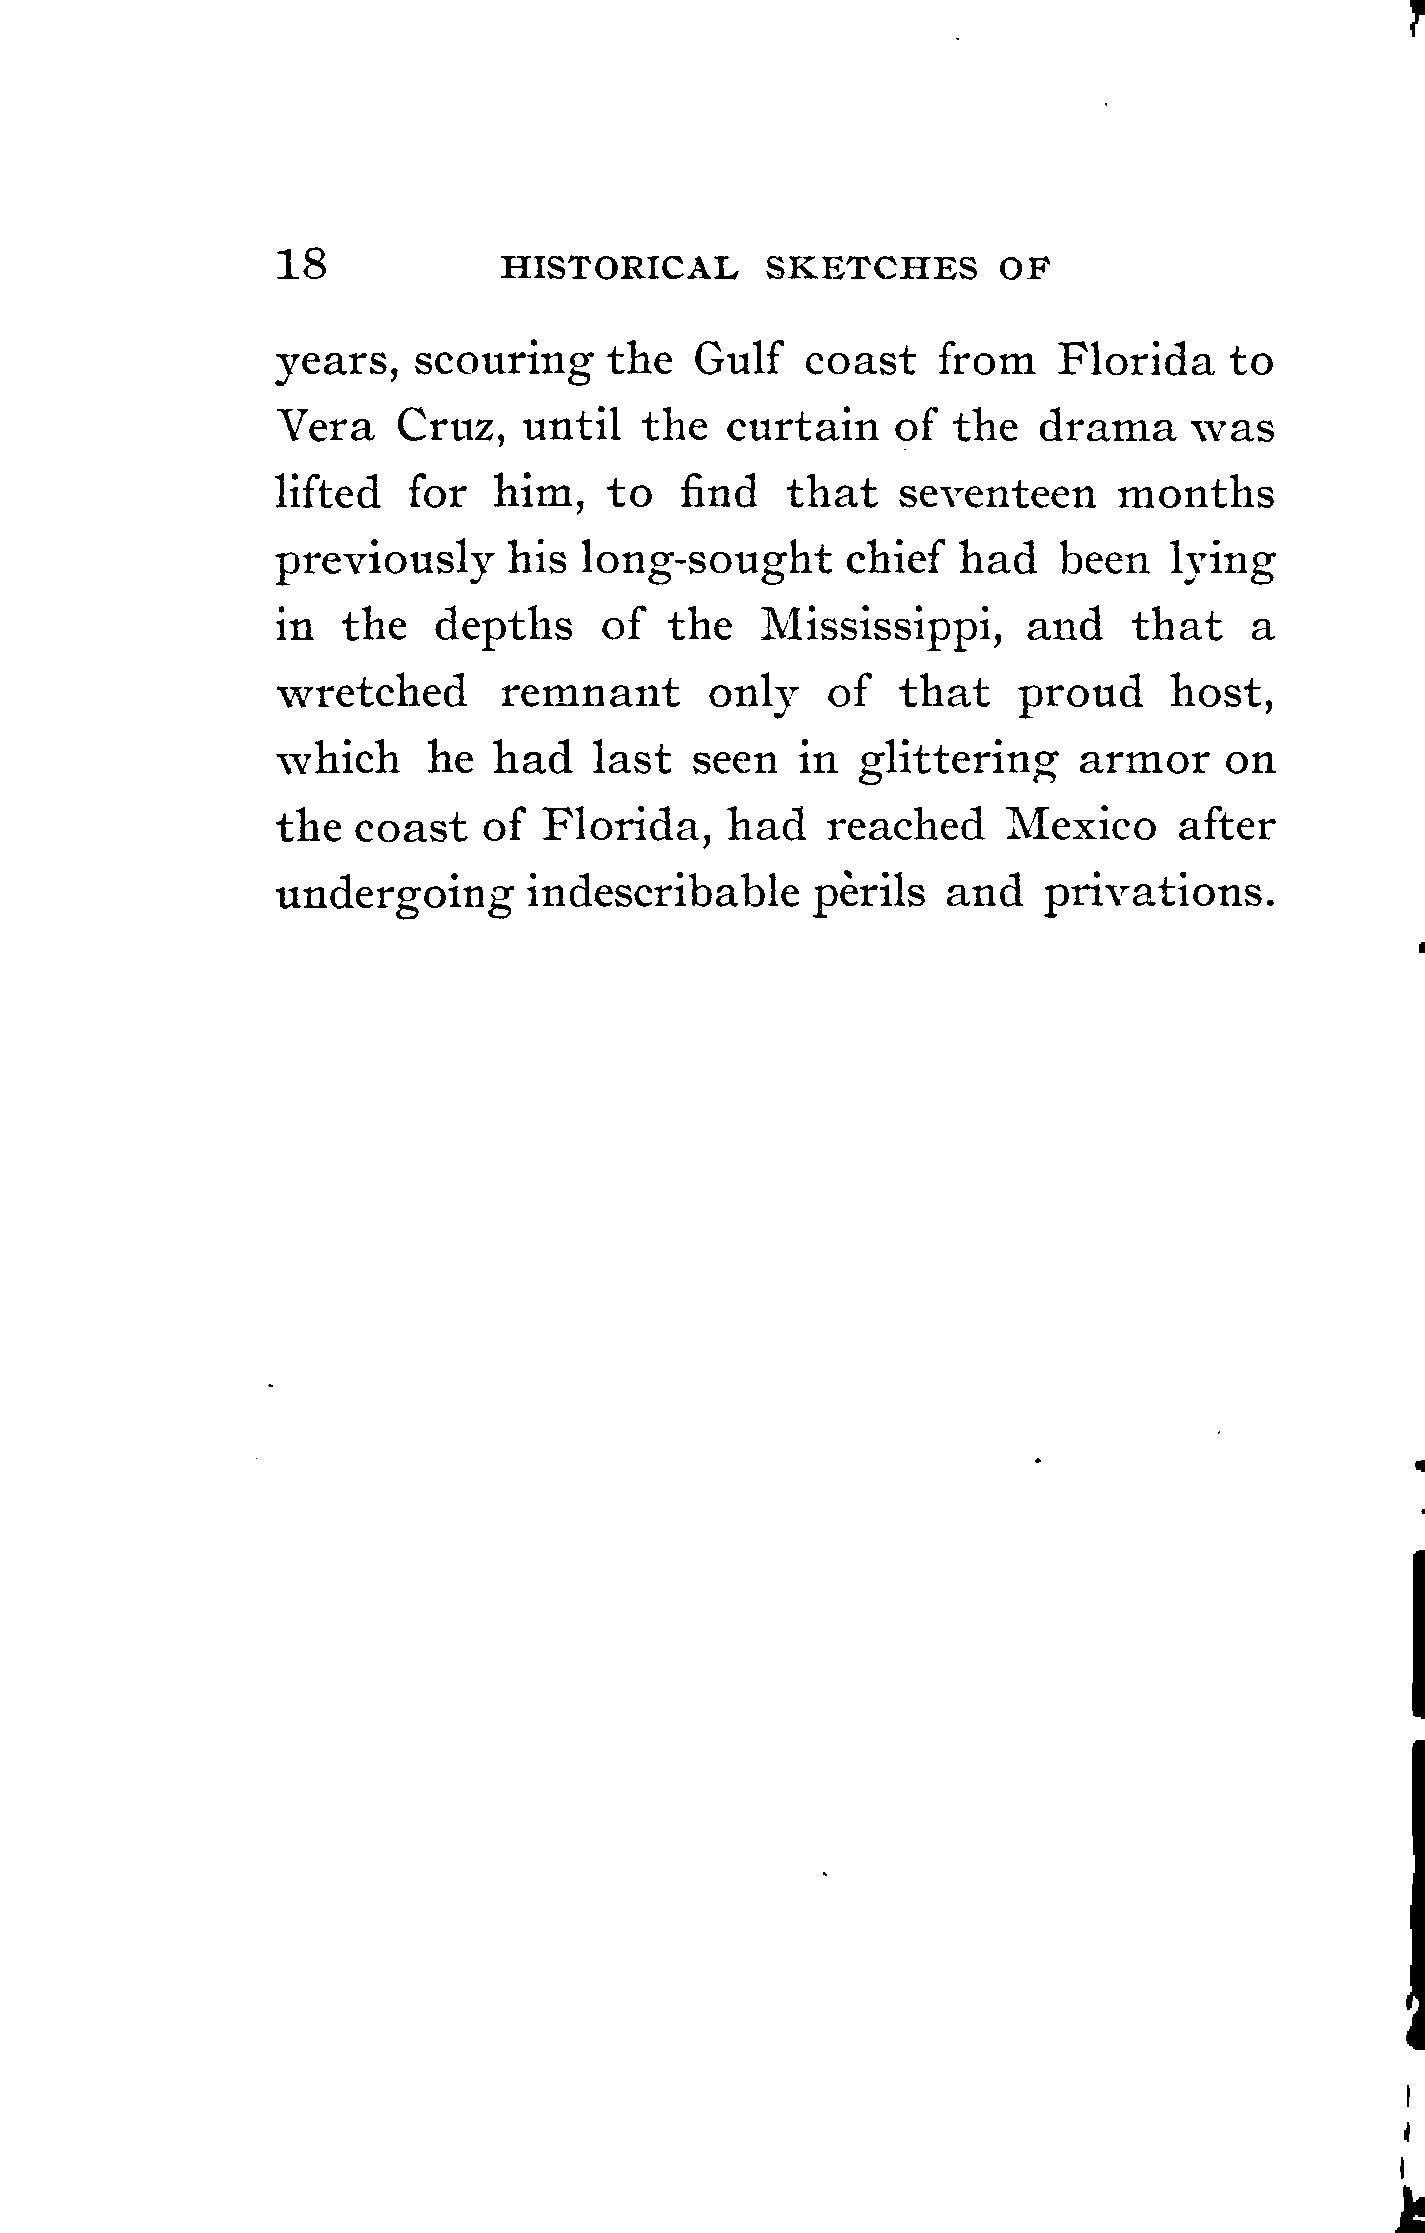 18 HISTORICAL SKETCHES OF
years, scouring the Gulf coast from Florida to
Vera Cruz, until the curtain of the drama was
lifted for him, to find that seventeen months
previously his long-sought chief had been lying
in the depths of the Mississippi, and that a
wretched remnant only of that proud host,
which he had last seen in glittering armor on
the coast of Florida, had reached Mexico after
undergoing indescribable perils and privations.